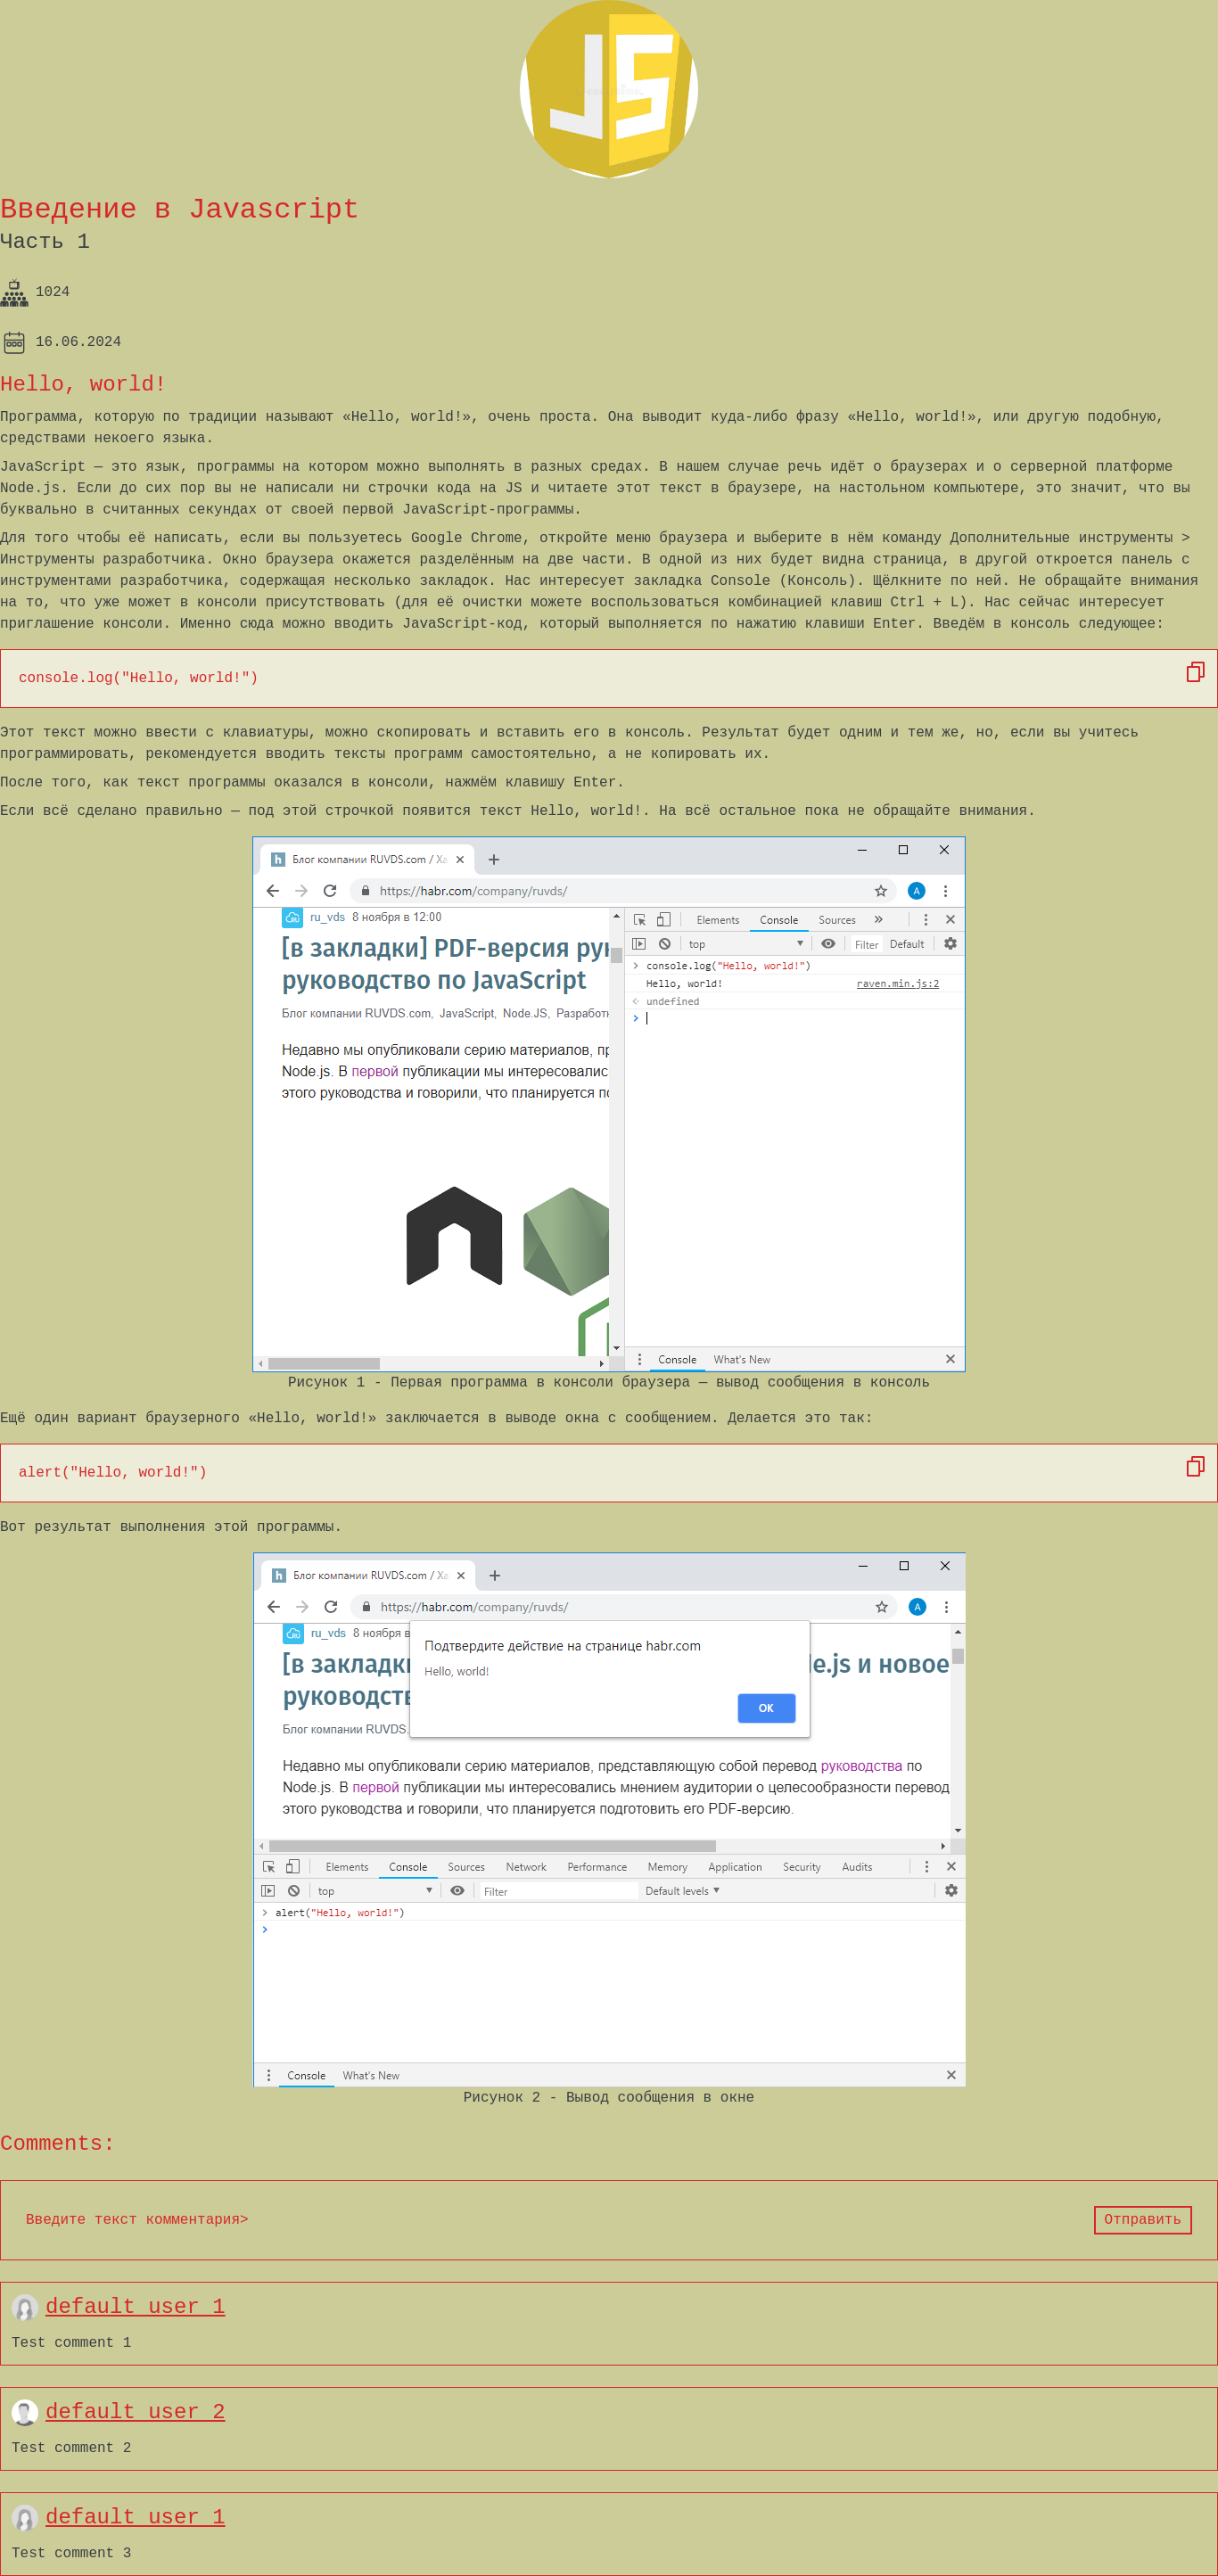 JS
Введение в Javascript
Часть 1
1024
16.06.2024
Hello, world!
Программа, которую по традиции называют «Hello, world!», очень проста. Она выводит куда-либо фразу «Hello, world!», или другую подобную,
средствами некоего языка.
JavaScript — это язык, программы на котором можно выполнять в разных средах. В нашем случае речь идёт о браузерах и о серверной платформе
Node.js. Если до сих пор вы не написали ни строчки кода на JS и читаете этот текст в браузере, на настольном компьютере, это значит, что вы
буквально в считанных секундах от своей первой JavaScript-программы.
Для того чтобы её написать, если вы пользуетесь Google Chrome, откройте меню браузера и выберите в нём команду Дополнительные инструменты >
Инструменты разработчика. Окно браузера окажется разделённым на две части. В одной из них будет видна страница, в другой откроется панель с
инструментами разработчика, содержащая несколько закладок. Нас интересует закладка Console (Консоль). Щёлкните по ней. Не обращайте внимания
на то, что уже может в консоли присутствовать (для её очистки можете воспользоваться комбинацией клавиш Ctrl + L). Нас сейчас интересует
приглашение консоли. Именно сюда можно вводить JavaScript-код, который выполняется по нажатию клавиши Enter. Введём в консоль следующее:
console.log("Hello, world!")
Этот текст можно ввести с клавиатуры, можно скопировать и вставить его в консоль. Результат будет одним и тем же, но, если вы учитесь
программировать, рекомендуется вводить тексты программ самостоятельно, а не копировать их.
После того, как текст программы оказался в консоли, нажмём клавишу Enter.
Если всё сделано правильно — под этой строчкой появится текст Hello, world!. На всё остальное пока не обращайте внимания.
h Блог компании RUVDS.com / Ха
https://habr.com/company/ruvds/ A
ru_vds 8 ноября в 12:00
[в закладки] PDF-версия рук
руководство по JavaScript
Блог компании RUVDS.com, JavaScript, Node.JS, Разработк
Недавно мы опубликовали серию материалов, пр
Node.js. В первой публикации мы интересовалис
этого руководства и говорили, что планируется по
Elements Console Sources »
top Filter Default
console.log("Hello, world!")
Hello, world! raven.min.js:2
undefined
Console What's New
Рисунок 1 - Первая программа в консоли браузера — вывод сообщения в консоль
Ещё один вариант браузерного «Hello, world!» заключается в выводе окна с сообщением. Делается это так:
alert("Hello, world!")
Вот результат выполнения этой программы.
h Блог компании RUVDS.com / Ха
https://habr.com/company/ruvds/ A
ru_vds 8 ноября в
Подтвердите действие на странице habr.com
Hello, world!
OK
[в закладки de.js и новое
руководств
Блог компании RUVDS.
Недавно мы опубликовали серию материалов, представляющую собой перевод руководства по
Node.js. В первой публикации мы интересовались мнением аудитории о целесообразности перевод
этого руководства и говорили, что планируется подготовить его PDF-версию.
Elements Console Sources Network Performance Memory Application Security Audits
top Filter Default levels
alert("Hello, world!")
Console What's New
Рисунок 2 - Вывод сообщения в окне
Comments:
Введите текст комментария> Отправить
default user 1
Test comment 1
default user 2
Test comment 2
default user 1
Test comment 3